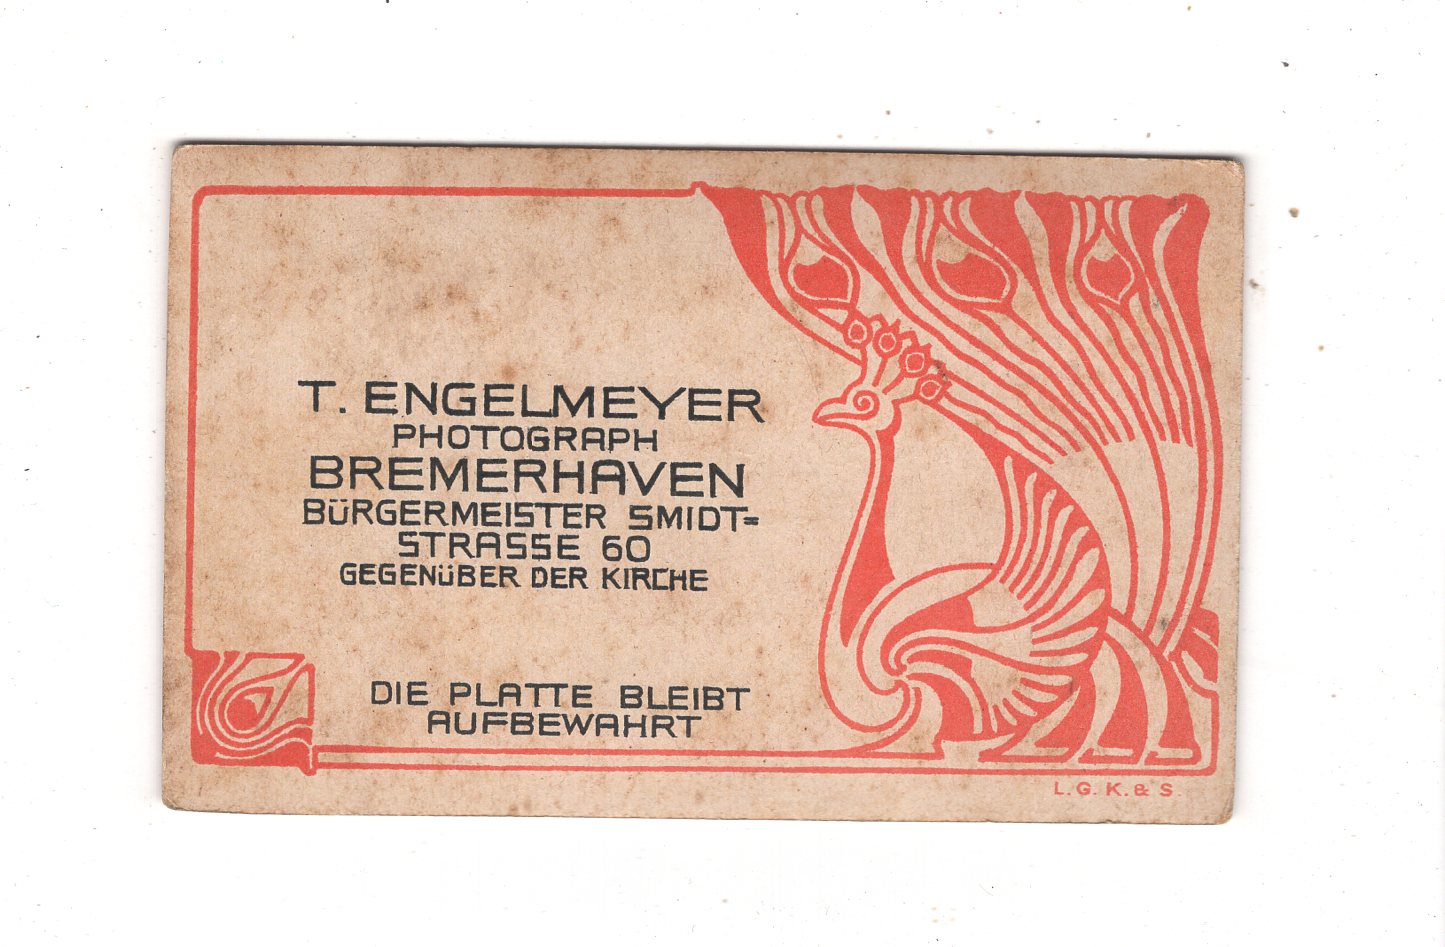 T. ENGELMEYER
PHOTOGRAPH
BREMERHAVEN
BÜRGERMEISTER SMIDT=
STRASSE 60
GEGENÜBER DER KIRCHE
DIE PLATTE BLEIBT
AUFBEWAHRT
L. G. K. & S.